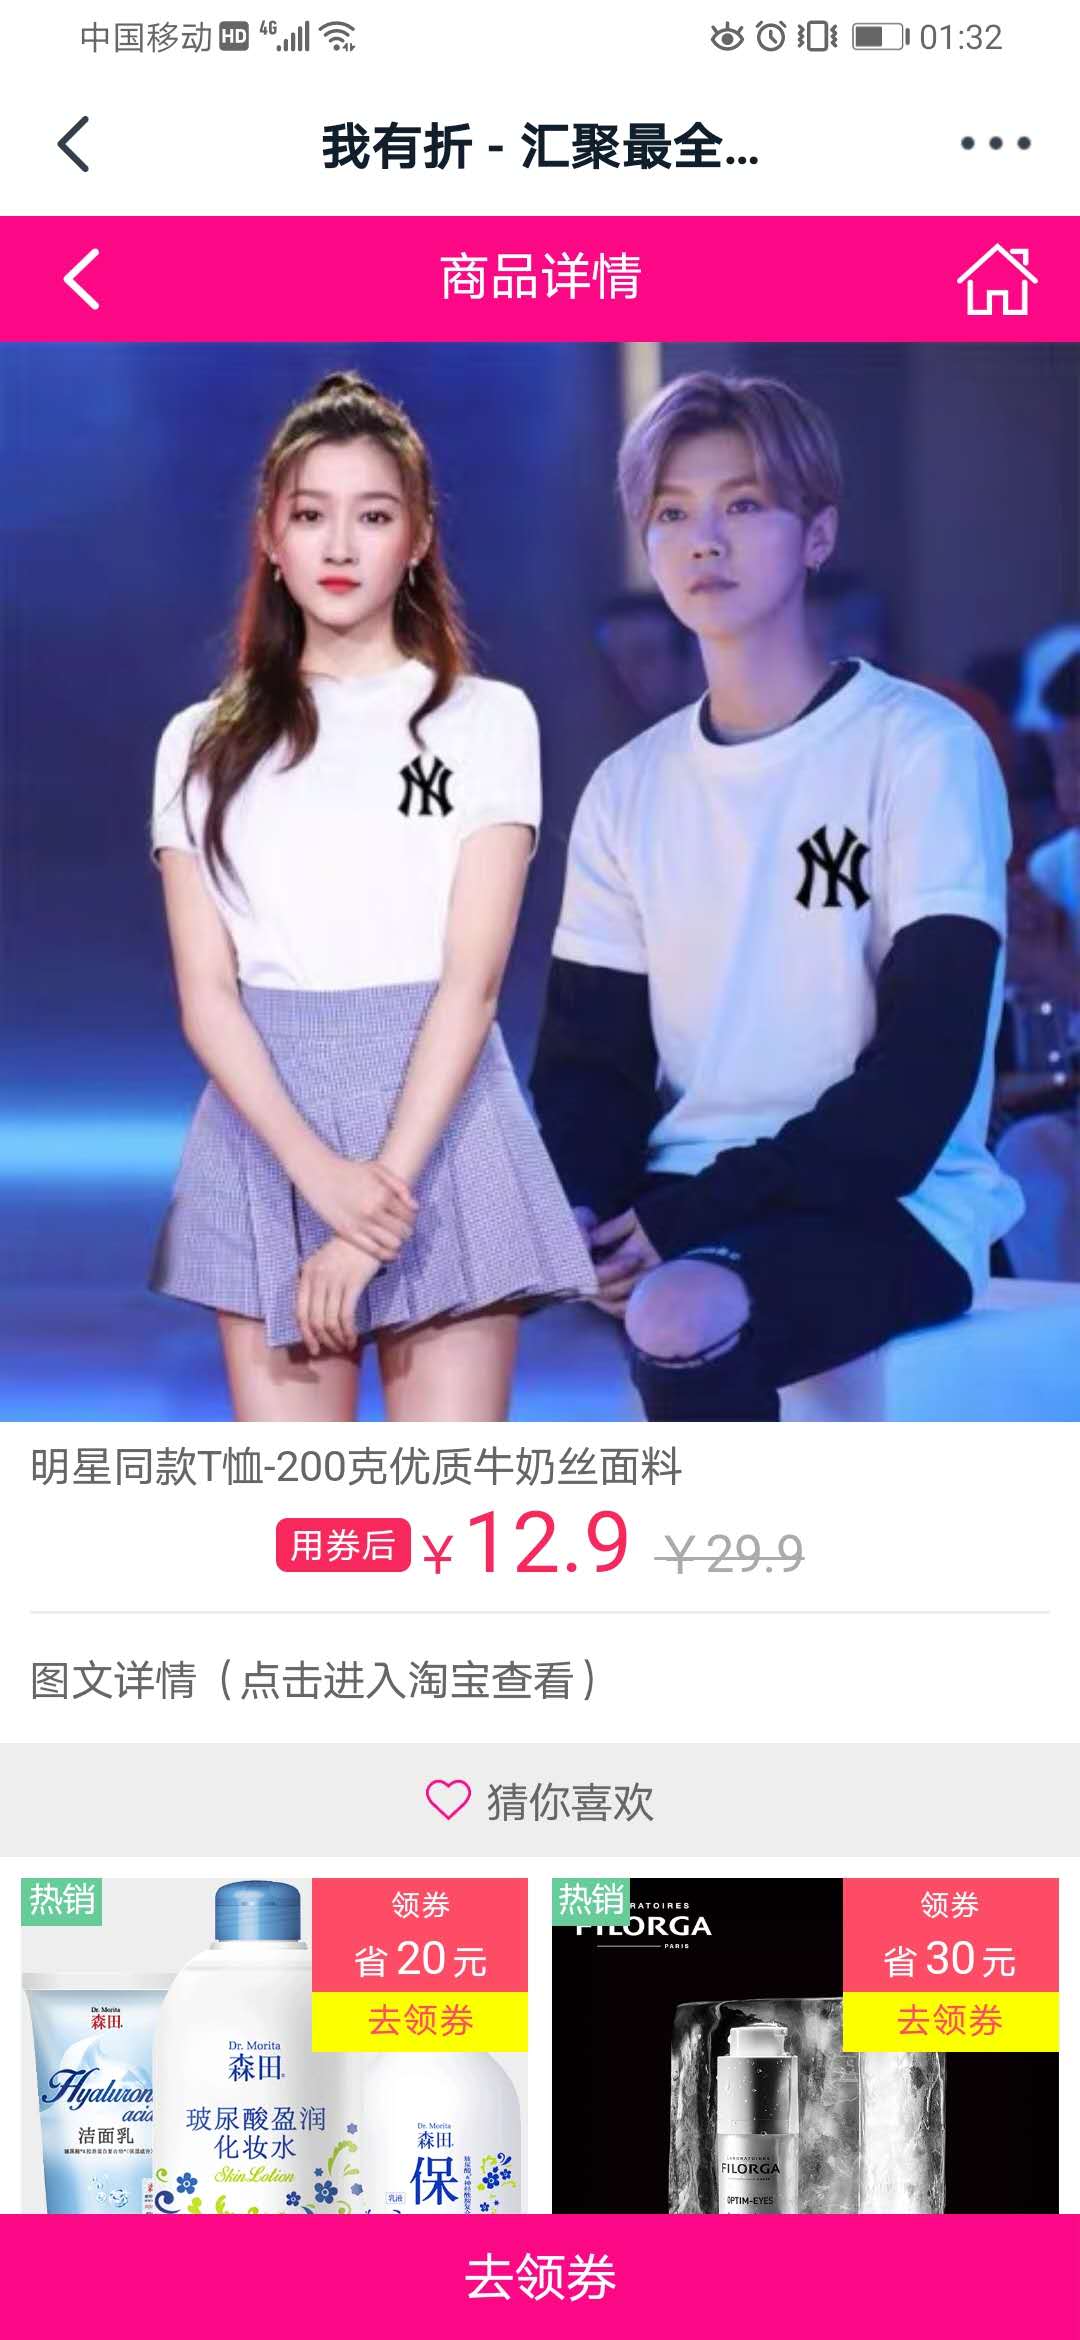 中国移动 HD 4G 01:32
我有折 - 汇聚最全...
商品详情
NY
NY
明星同款T恤-200克优质牛奶丝面料
用券后 ¥12.9 ¥29.9
图文详情（点击进入淘宝查看）
猜你喜欢
热销
领券
省20元
去领券
Dr. Morita
森田
Hyaluron
acid
洁面乳
Dr. Morita
森田
玻尿酸盈润
化妆水
Skin Lotion
Dr. Morita
森田
保
乳液
热销
领券
省30元
去领券
RATOIRES
FILORGA
PARIS
FILORGA
OPTIM-EYES
去领券